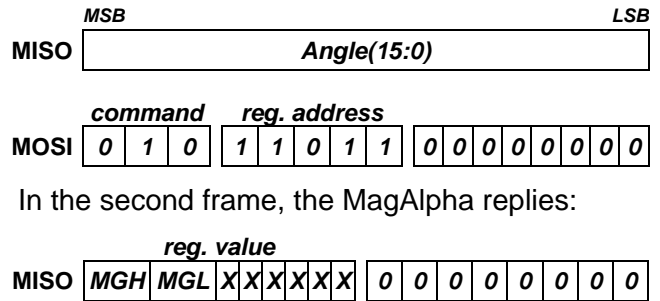 MSB LSB
MISO Angle(15:0)
command reg. address
MOSI 0 1 0 1 1 0 1 1 0 0 0 0 0 0 0 0
In the second frame, the MagAlpha replies:
reg. value
MISO MGH MGL X X X X X X 0 0 0 0 0 0 0 0